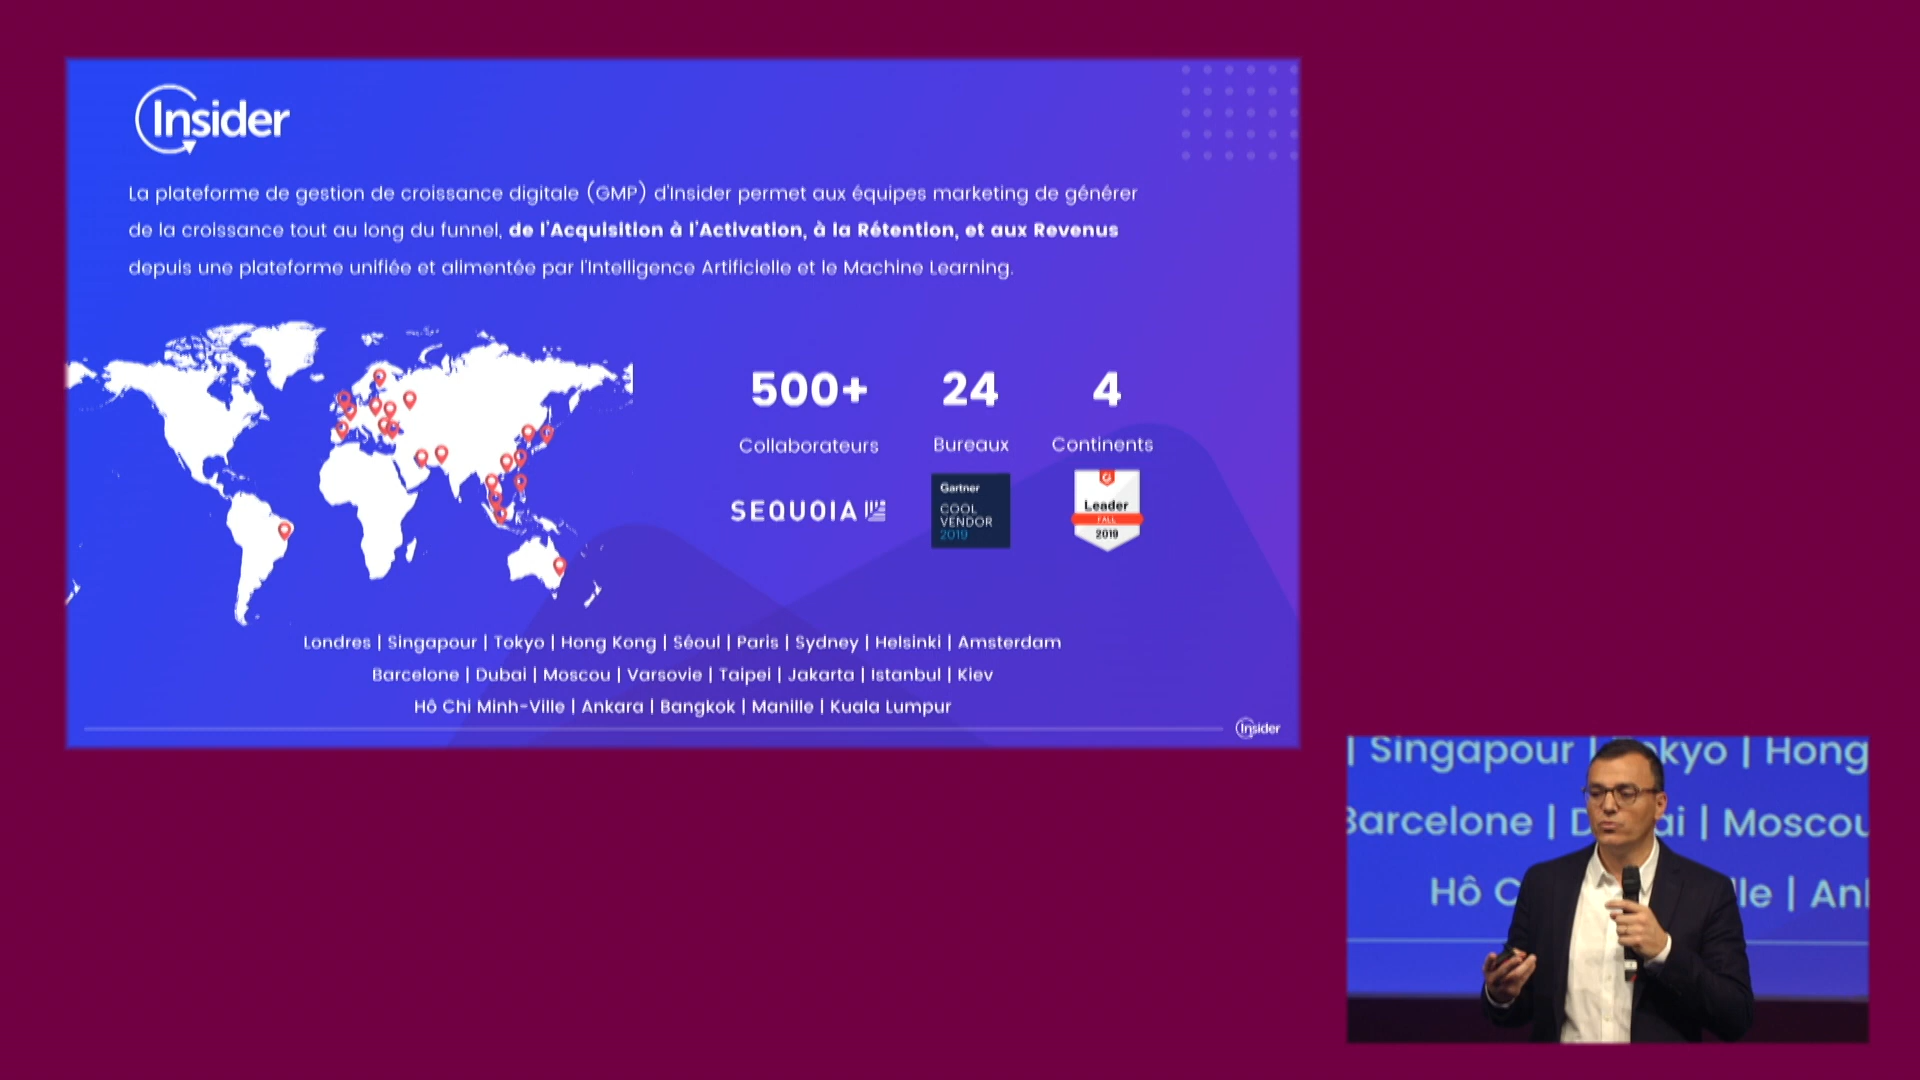 Insider
La plateforme de gestion de croissance digitale (GMP) d'Insider permet aux équipes marketing de générer
de la croissance tout au long du funnel, de l'Acquisition à l'Activation, à la Rétention, et aux Revenus
depuis une plateforme unifiée et alimentée par l'Intelligence Artificielle et le Machine Learning.
500+ 24 4
Collaborateurs Bureaux Continents
SEQUOIA
Gartner
COOL
VENDOR
2019
G
Leader
FALL
2019
Londres | Singapour | Tokyo | Hong Kong | Séoul | Paris | Sydney | Helsinki | Amsterdam
Barcelone | Dubai | Moscou | Varsovie | Taipei | Jakarta | Istanbul | Kiev
Hô Chi Minh-Ville | Ankara | Bangkok | Manille | Kuala Lumpur
Insider
| Singapour | Tokyo | Hong
Barcelone | D ai | Moscou
Hô C lle | Ank